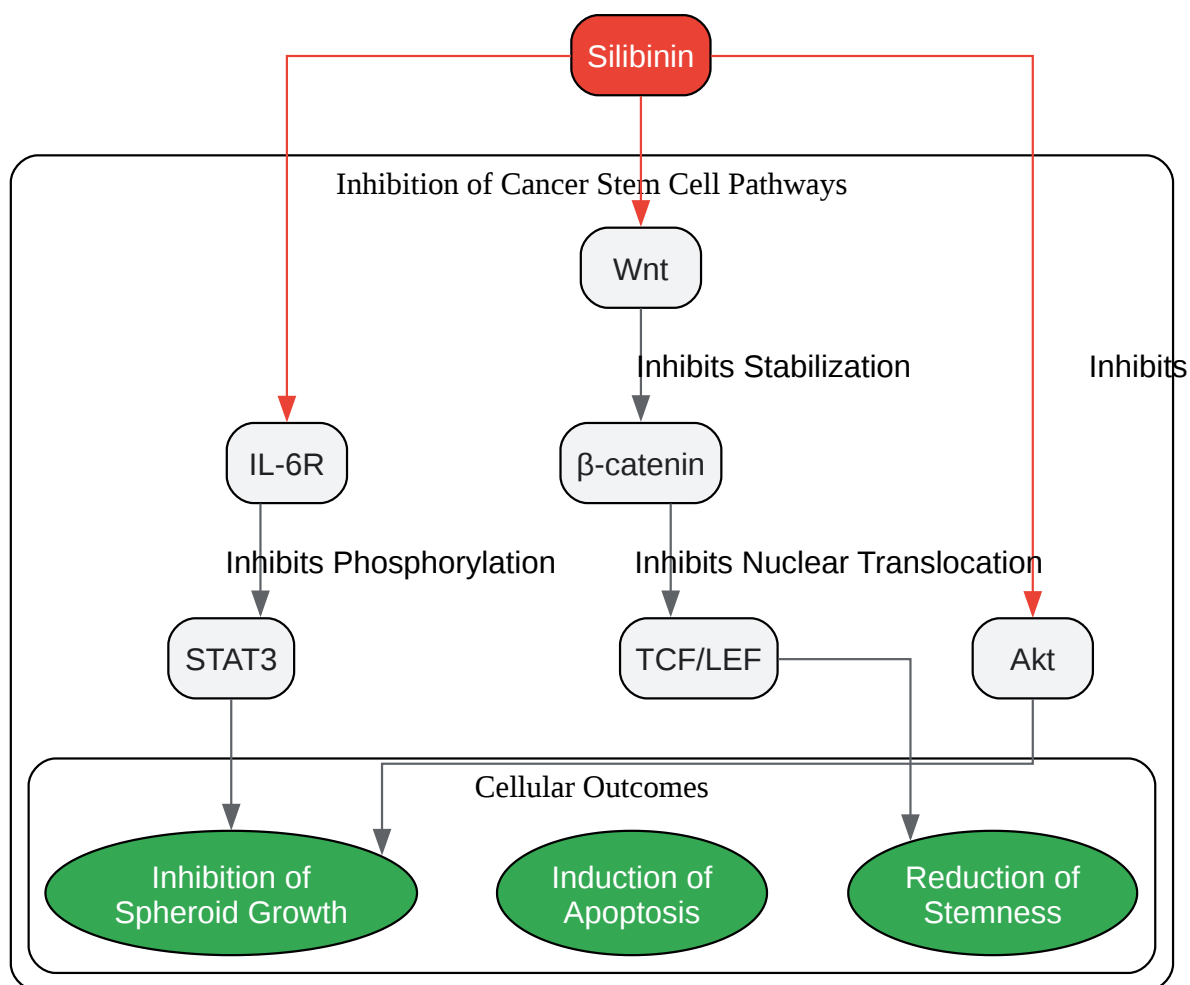 Silibinin
Inhibition of Cancer Stem Cell Pathways
Wnt
Inhibits Stabilization
Inhibits
IL-6R
β-catenin
Inhibits Phosphorylation
Inhibits Nuclear Translocation
STAT3
TCF/LEF
Akt
Cellular Outcomes
Inhibition of
Spheroid Growth
Induction of
Apoptosis
Reduction of
Stemness